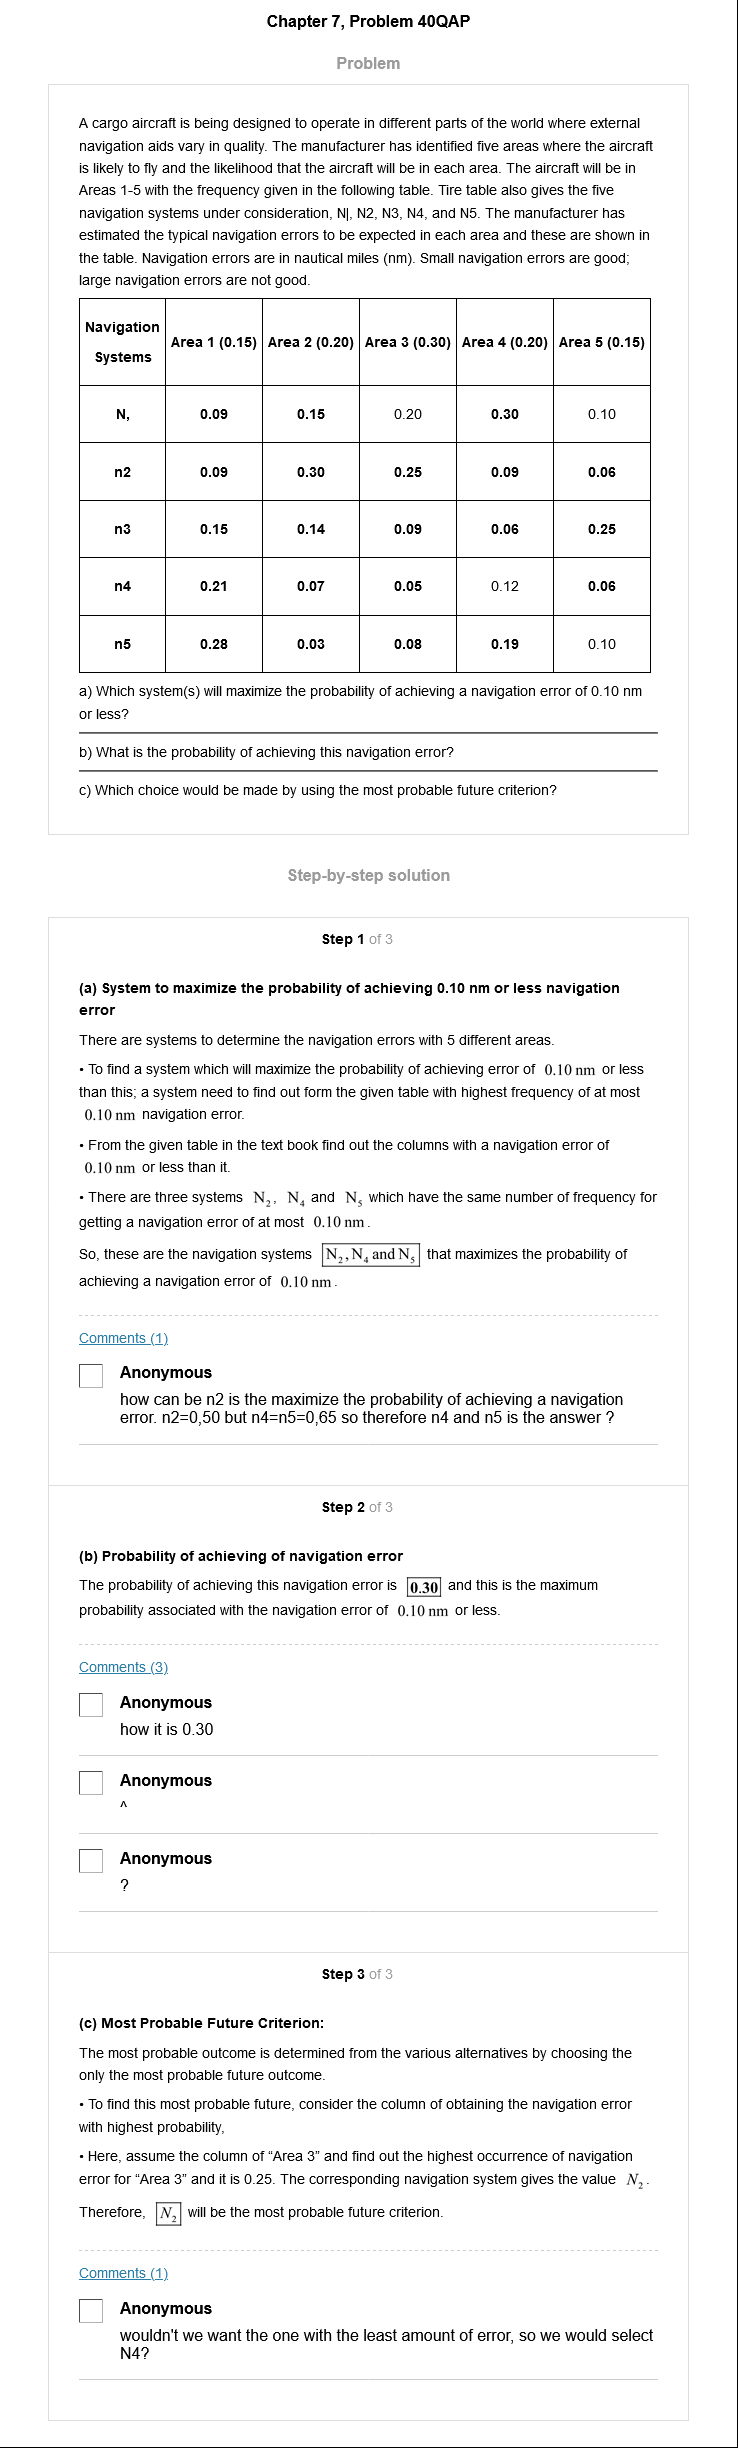 Chapter 7, Problem 40QAP
Problem
A cargo aircraft is being designed to operate in different parts of the world where external
navigation aids vary in quality. The manufacturer has identified five areas where the aircraft
is likely to fly and the likelihood that the aircraft will be in each area. The aircraft will be in
Areas 1-5 with the frequency given in the following table. Tire table also gives the five
navigation systems under consideration, N|, N2, N3, N4, and N5. The manufacturer has
estimated the typical navigation errors to be expected in each area and these are shown in
the table. Navigation errors are in nautical miles (nm). Small navigation errors are good;
large navigation errors are not good.
Navigation Systems Area 1 (0.15) Area 2 (0.20) Area 3 (0.30) Area 4 (0.20) Area 5 (0.15)
N, 0.09 0.15 0.20 0.30 0.10
n2 0.09 0.30 0.25 0.09 0.06
n3 0.15 0.14 0.09 0.06 0.25
n4 0.21 0.07 0.05 0.12 0.06
n5 0.28 0.03 0.08 0.19 0.10
a) Which system(s) will maximize the probability of achieving a navigation error of 0.10 nm
or less?
b) What is the probability of achieving this navigation error?
c) Which choice would be made by using the most probable future criterion?
Step-by-step solution
Step 1 of 3
(a) System to maximize the probability of achieving 0.10 nm or less navigation
error
There are systems to determine the navigation errors with 5 different areas.
• To find a system which will maximize the probability of achieving error of 0.10 nm or less
than this; a system need to find out form the given table with highest frequency of at most
0.10 nm navigation error.
• From the given table in the text book find out the columns with a navigation error of
0.10 nm or less than it.
• There are three systems N₂, N₄ and N₅ which have the same number of frequency for
getting a navigation error of at most 0.10 nm.
So, these are the navigation systems N₂, N₄ and N₅ that maximizes the probability of
achieving a navigation error of 0.10 nm.
Comments (1)
Anonymous
how can be n2 is the maximize the probability of achieving a navigation
error. n2=0,50 but n4=n5=0,65 so therefore n4 and n5 is the answer ?
Step 2 of 3
(b) Probability of achieving of navigation error
The probability of achieving this navigation error is 0.30 and this is the maximum
probability associated with the navigation error of 0.10 nm or less.
Comments (3)
Anonymous
how it is 0.30
Anonymous
^
Anonymous
?
Step 3 of 3
(c) Most Probable Future Criterion:
The most probable outcome is determined from the various alternatives by choosing the
only the most probable future outcome.
• To find this most probable future, consider the column of obtaining the navigation error
with highest probability,
• Here, assume the column of “Area 3” and find out the highest occurrence of navigation
error for “Area 3” and it is 0.25. The corresponding navigation system gives the value N₂.
Therefore, N₂ will be the most probable future criterion.
Comments (1)
Anonymous
wouldn't we want the one with the least amount of error, so we would select
N4?